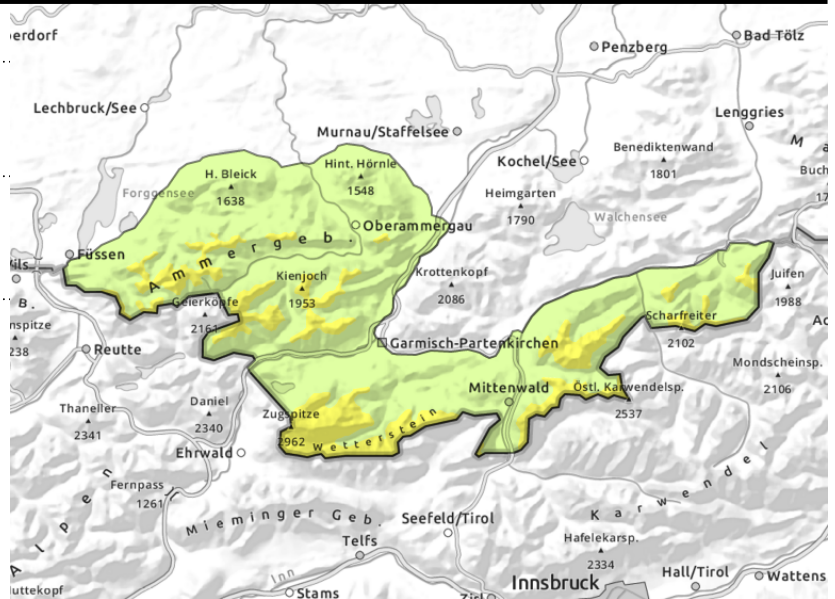 Bad Tölz
Penzberg
Lechbruck/See
Lenggries
Murnau/Staffelsee
Benediktenwand
1801
Kochel/See
Hint. Hörnle
1548
H. Bleick
1638
Forggensee
Heimgarten
1790
Walchensee
Oberammergau
Füssen
Ammergeb.
Kienjoch
1953
Krottenkopf
2086
Juifen
1988
Geierköpfe
2161
Scharfreiter
2102
Reutte
Garmisch-Partenkirchen
Mondscheinsp.
2106
Mittenwald
Östl. Karwendelsp.
2537
Daniel
2340
Thaneller
2341
Zugspitze
2962
Wetterstein
Ehrwald
Fernpass
1261
Karwendel
Mieminger Geb.
Seefeld/Tirol
Telfs
Hafelekarsp.
2334
Inn
Innsbruck
Hall/Tirol
Wattens
Stams